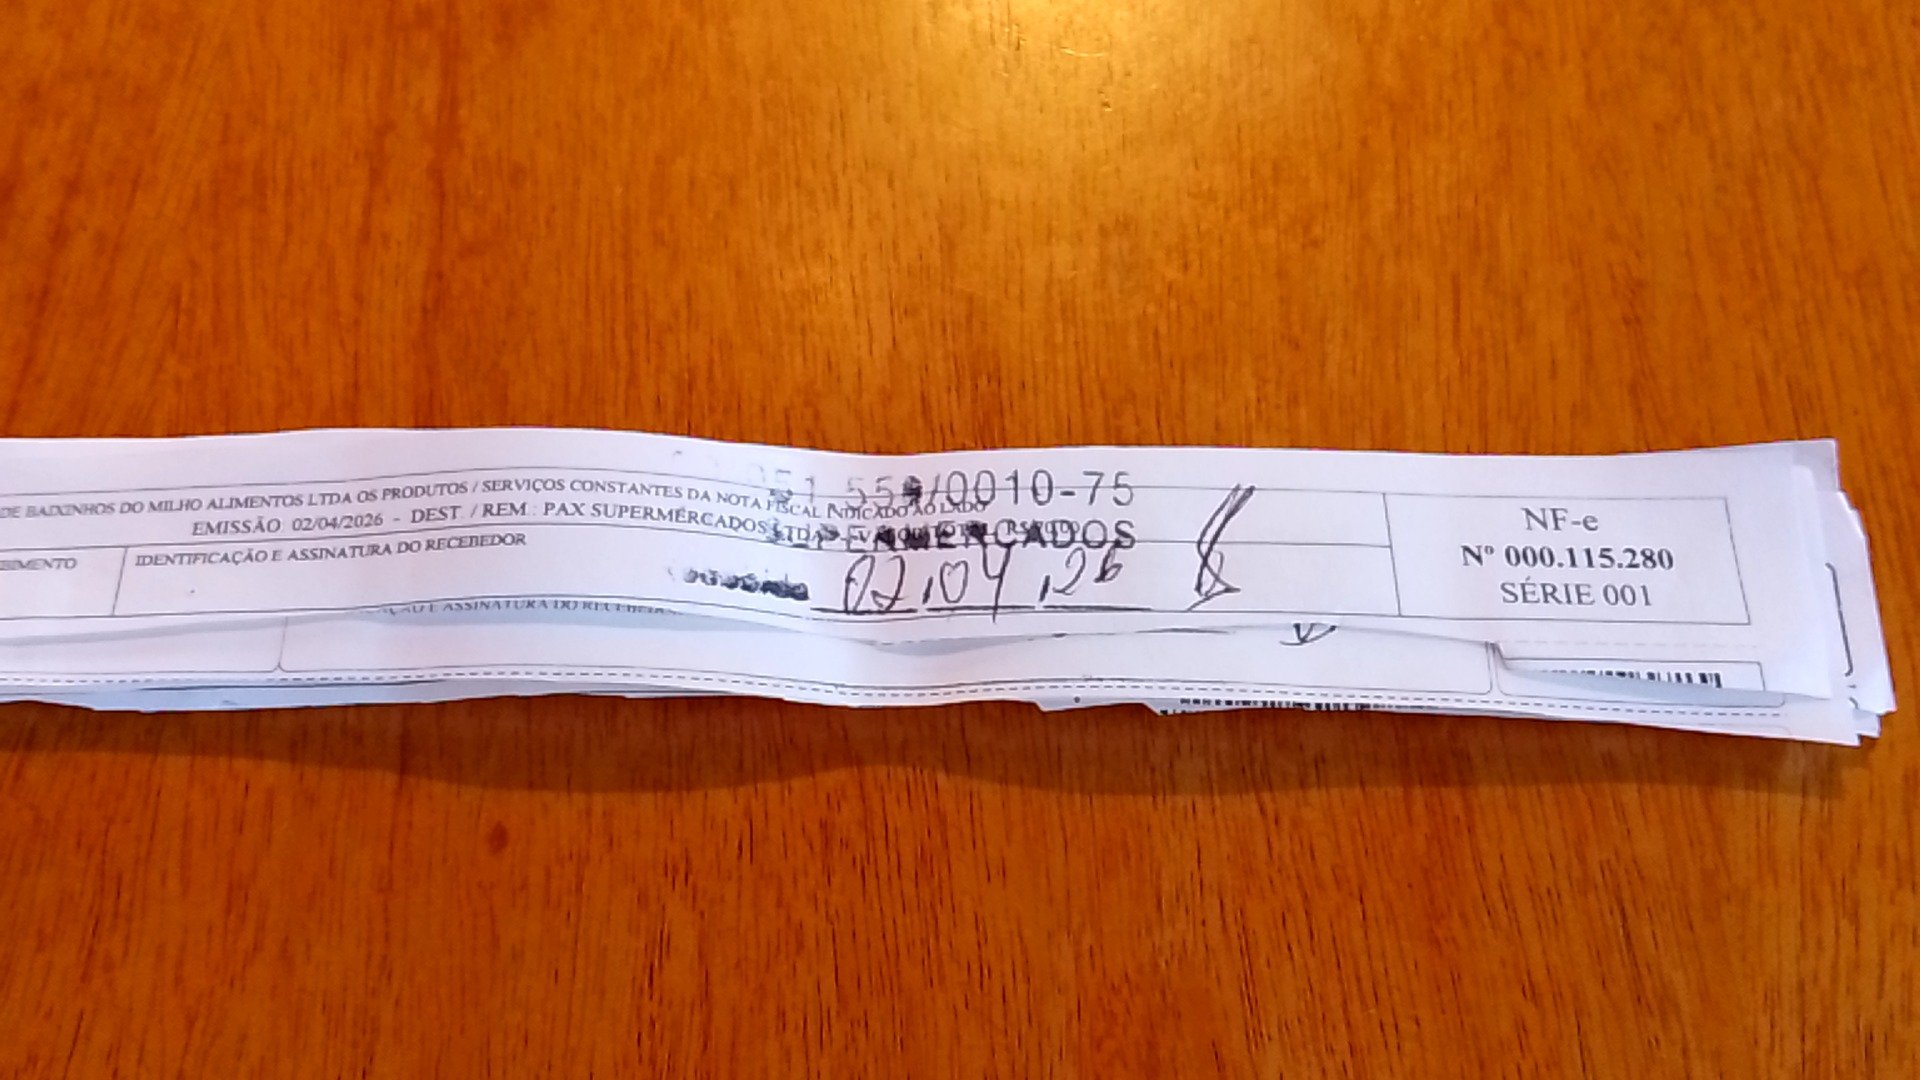 DE BAIXINHOS DO MILHO ALIMENTOS LTDA OS PRODUTOS / SERVIÇOS CONSTANTES DA NOTA FISCAL INDICADO AO LADO
EMISSÃO 02/04/2026 - DEST. / REM.: PAX SUPERMERCADOS LTDA
IDENTIFICAÇÃO E ASSINATURA DO RECEBEDOR
/0010-75
SUPERMERCADOS
02.04.26
NF-e
Nº 000.115.280
SÉRIE 001
ASSINATURA DO